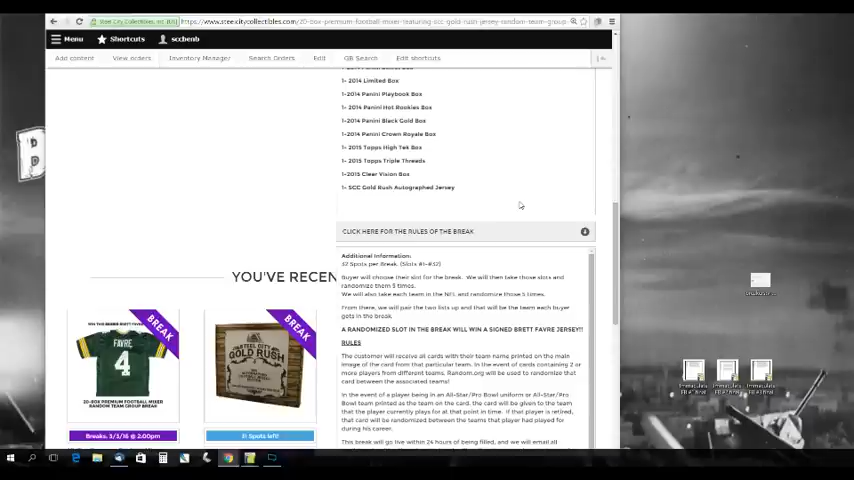 Steel City Collectibles, Inc [US]
https://www.steelcitycollectibles.com/20-box-premium-football-mixer-featuring-scc-gold-rush-jersey-random-team-group
Menu
Shortcuts
sccbenb
Add content
View orders
Inventory Manager
Search Orders
Edit
QB Search
Edit shortcuts
1- 2014 Limited Box
1-2014 Panini Playbook Box
1- 2014 Panini Hot Rookies Box
1-2014 Panini Black Gold Box
1-2014 Panini Crown Royale Box
1-2015 Topps High Tek Box
1- 2015 Topps Triple Threads
1-2015 Clear Vision Box
1- SCC Gold Rush Autographed Jersey
CLICK HERE FOR THE RULES OF THE BREAK
Additional Information:
32 Spots per Break. (Slots #1-#32)
Buyer will choose their slot for the break. We will then take those slots and
randomize them 5 times.
We will also take each team in the NFL and randomize those 5 times.
From there, we will pair the two lists up and that will be the team each buyer
gets in the break.
A RANDOMIZED SLOT IN THE BREAK WILL WIN A SIGNED BRETT FAVRE JERSEY!!
RULES
The customer will receive all cards with their team name printed on the main
image of the card from that particular team. In the event of cards containing 2 or
more players from different teams. Random.org will be used to randomize that
card between the associated teams!
In the event of a player being in an All-Star/Pro Bowl uniform or All-Star/Pro
Bowl team printed as the team on the card, the card will be given to the team
that the player currently plays for at that point in time. If that player is retired,
that card will be randomized between the teams that player had played for
during his career.
This break will go live within 24 hours of being filled, and we will email all
YOU'VE RECEN
BREAK
FAVRE
4
20-BOX PREMIUM FOOTBALL MIXER
RANDOM TEAM GROUP BREAK
Breaks: 3/3/16 @ 2:00pm
BREAK
STEEL CITY
GOLD RUSH
31 Spots left!